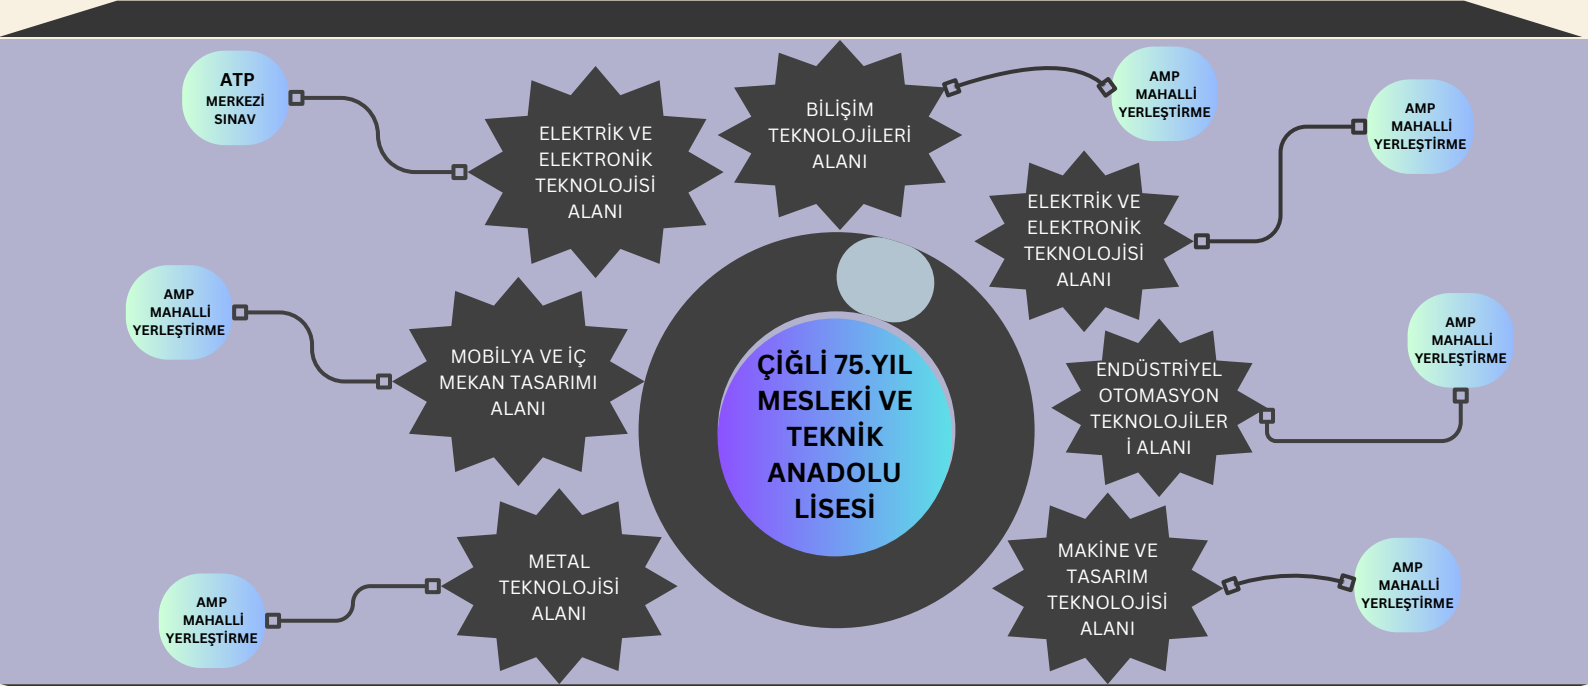 ATP
MERKEZİ
SINAV
ELEKTRİK VE
ELEKTRONİK
TEKNOLOJİSİ
ALANI
BİLİŞİM
TEKNOLOJİLERİ
ALANI
AMP
MAHALLİ
YERLEŞTİRME
AMP
MAHALLİ
YERLEŞTİRME
ELEKTRİK VE
ELEKTRONİK
TEKNOLOJİSİ
ALANI
AMP
MAHALLİ
YERLEŞTİRME
MOBİLYA VE İÇ
MEKAN TASARIMI
ALANI
ÇİĞLİ 75.YIL
MESLEKİ VE
TEKNİK
ANADOLU
LİSESİ
ENDÜSTRİYEL
OTOMASYON
TEKNOLOJİLER
İ ALANI
AMP
MAHALLİ
YERLEŞTİRME
METAL
TEKNOLOJİSİ
ALANI
AMP
MAHALLİ
YERLEŞTİRME
MAKİNE VE
TASARIM
TEKNOLOJİSİ
ALANI
AMP
MAHALLİ
YERLEŞTİRME